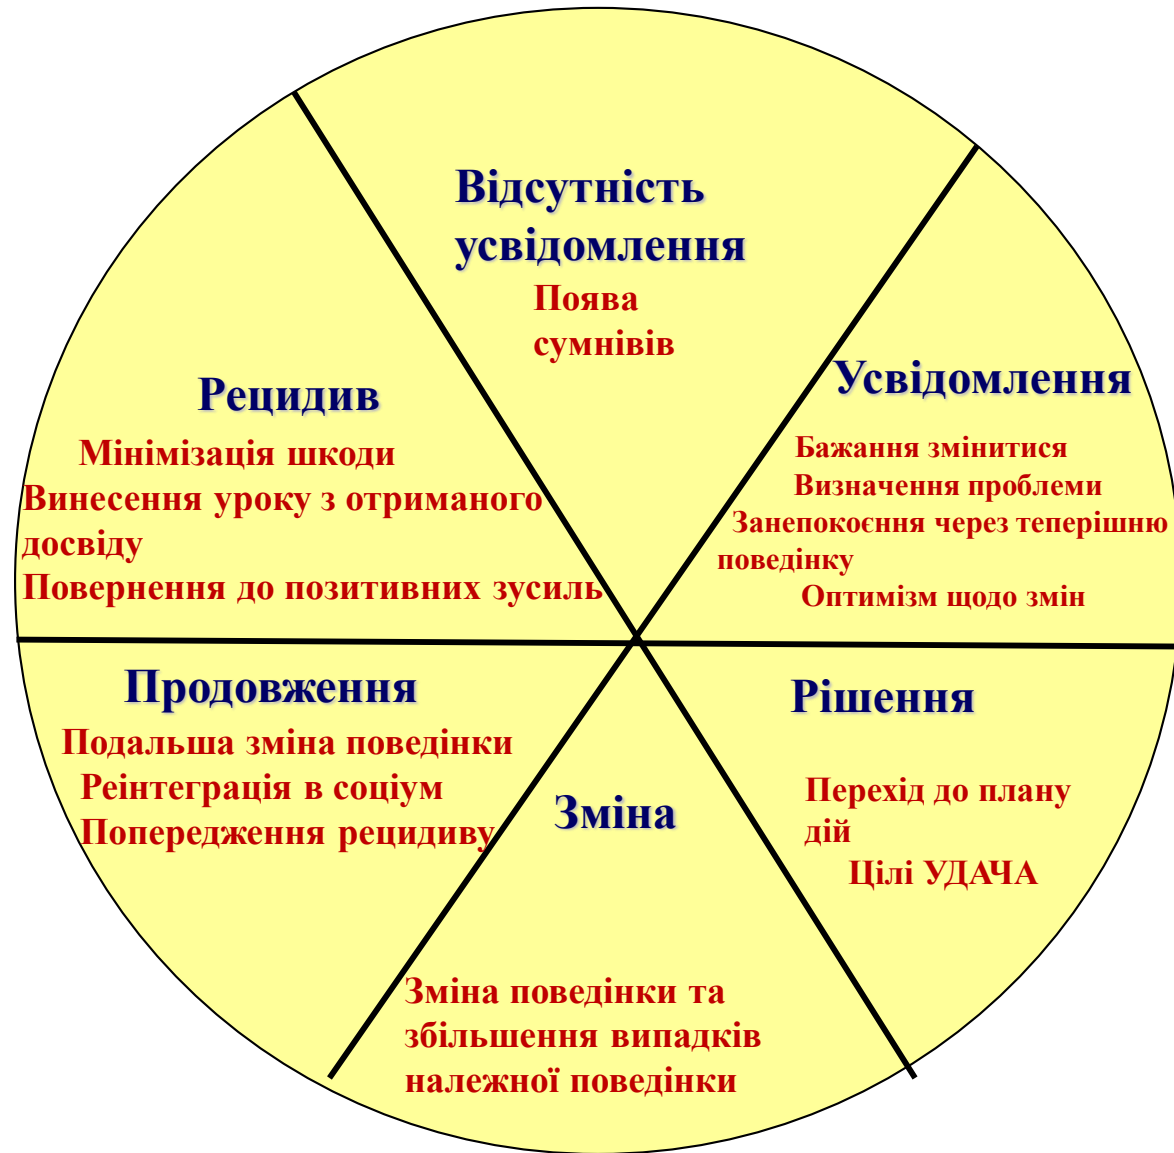 Відсутність
усвідомлення
Поява
сумнівів
Усвідомлення
Бажання змінитися
Визначення проблеми
Занепокоєння через теперішню
поведінку
Оптимізм щодо змін
Рішення
Перехід до плану
дій
Цілі УДАЧА
Зміна
Зміна поведінки та
збільшення випадків
належної поведінки
Продовження
Подальша зміна поведінки
Реінтеграція в соціум
Попередження рецидиву
Рецидив
Мінімізація шкоди
Винесення уроку з отриманого
досвіду
Повернення до позитивних зусиль